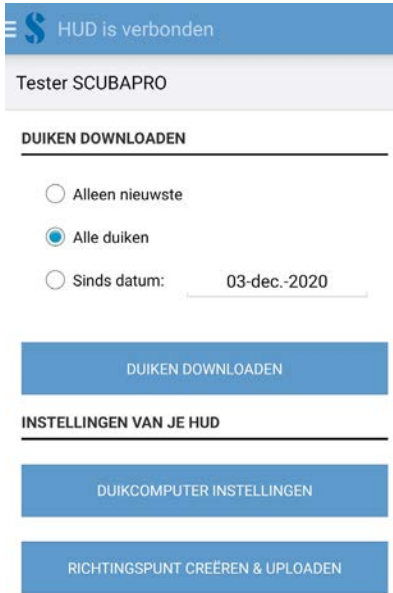 HUD is verbonden
Tester SCUBAPRO
DUIKEN DOWNLOADEN
Alleen nieuwste
Alle duiken
Sinds datum: 03-dec.-2020
DUIKEN DOWNLOADEN
INSTELLINGEN VAN JE HUD
DUIKCOMPUTER INSTELLINGEN
RICHTINGSPUNT CREËREN & UPLOADEN